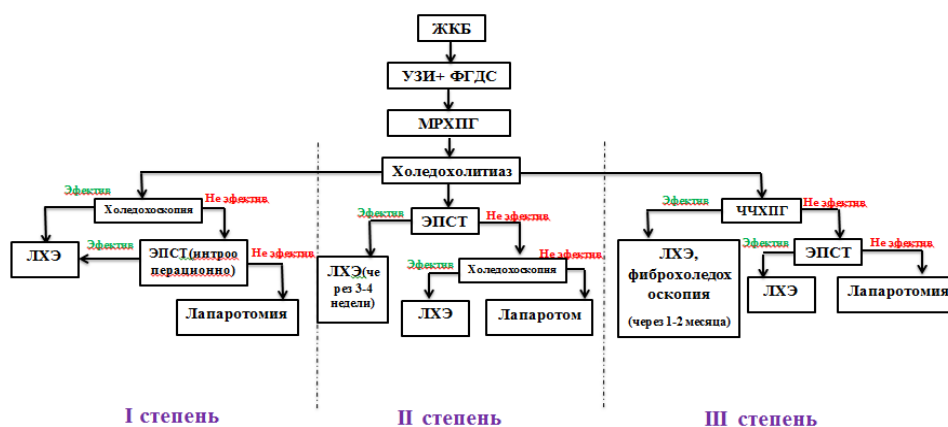 ЖКБ
УЗИ+ ФГДС
МРХПГ
Холедохолитиаз
Эфектив
Не эфектив
Холедохоскопия
ЛХЭ
Эфектив
ЭПСТ(интроо
перационно)
Не эфектив
Лапаротомия
Эфектив
ЭПСТ
Не эфектив
ЛХЭ(че
рез 3-4
недели)
Эфектив
Холедохоскопия
Не эфектив
ЛХЭ
Лапаротом
Эфектив
ЧЧХПГ
Не эфектив
ЛХЭ,
фиброхоледох
оскопия
(через 1-2 месяца)
Эфектив
ЭПСТ
Не эфектив
ЛХЭ
Лапаротомия
I степень
II степень
III степень